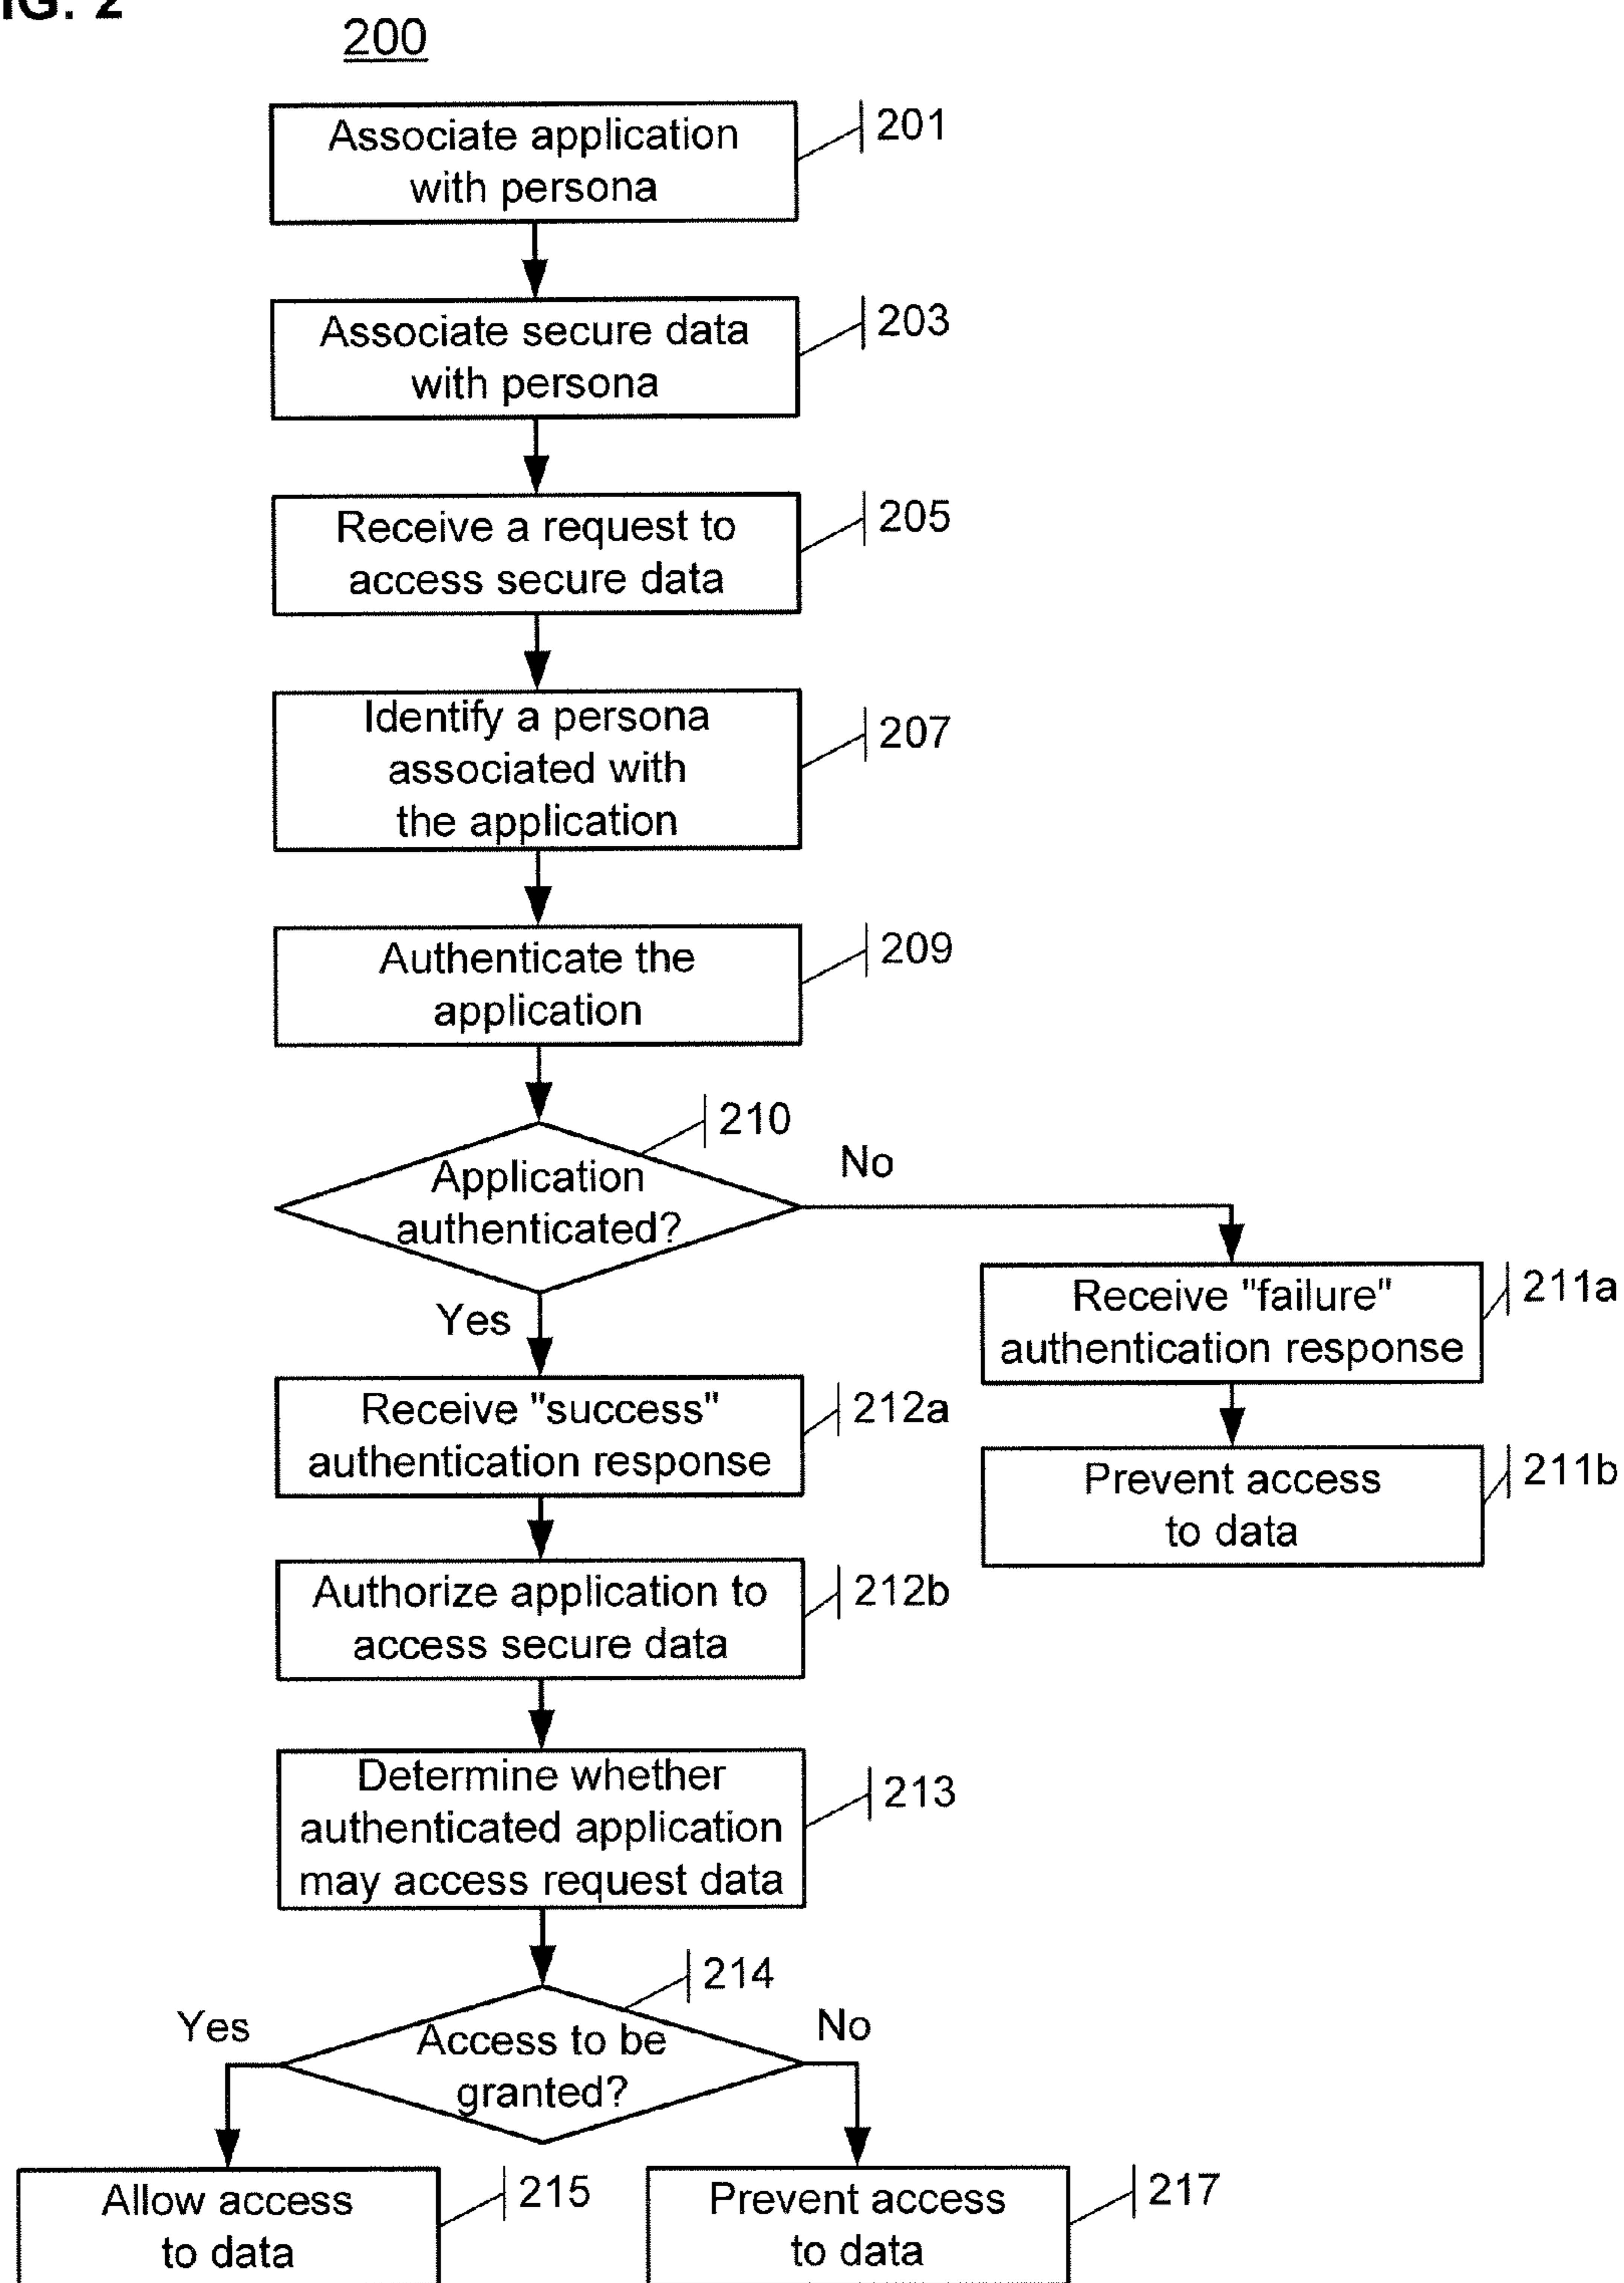 IG. 2
200
Associate application
with persona
201
Associate secure data
with persona
203
Receive a request to
access secure data
205
Identify a persona
associated with
the application
207
Authenticate the
application
209
210
Application
authenticated?
No
Yes
Receive "failure"
authentication response
211a
Receive "success"
authentication response
212a
Prevent access
to data
211b
Authorize application to
access secure data
212b
Determine whether
authenticated application
may access request data
213
214
Access to be
granted?
Yes
No
Allow access
to data
215
Prevent access
to data
217